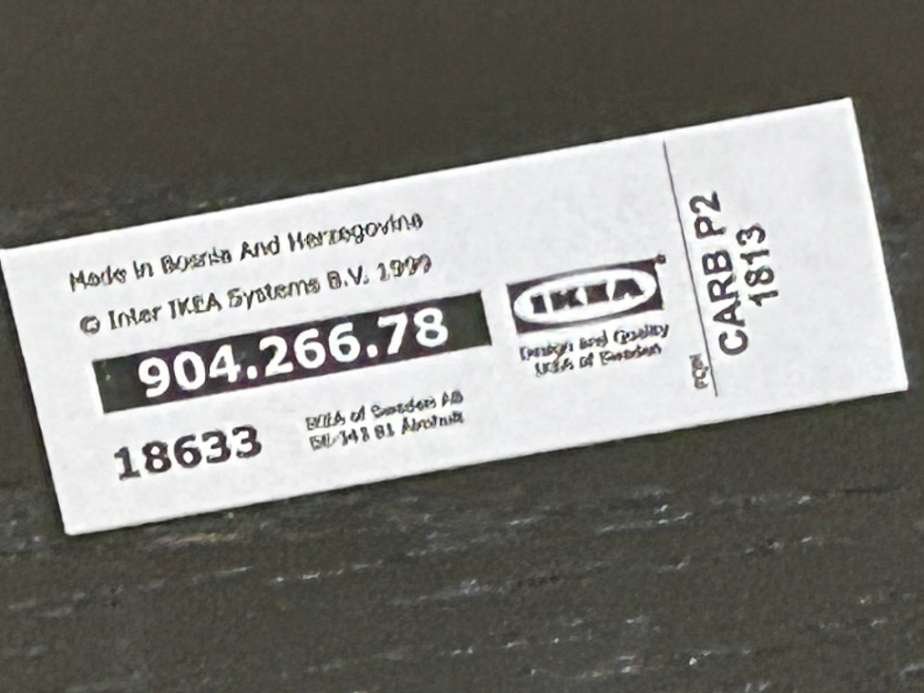 Made in Bosnia And Herzegovina
© Inter IKEA Systems B.V. 1999
904.266.78
18633
IKEA of Sweden AB
SE-343 81 Älmhult
IKEA®
Design and Quality
IKEA of Sweden
CARB P2
1813